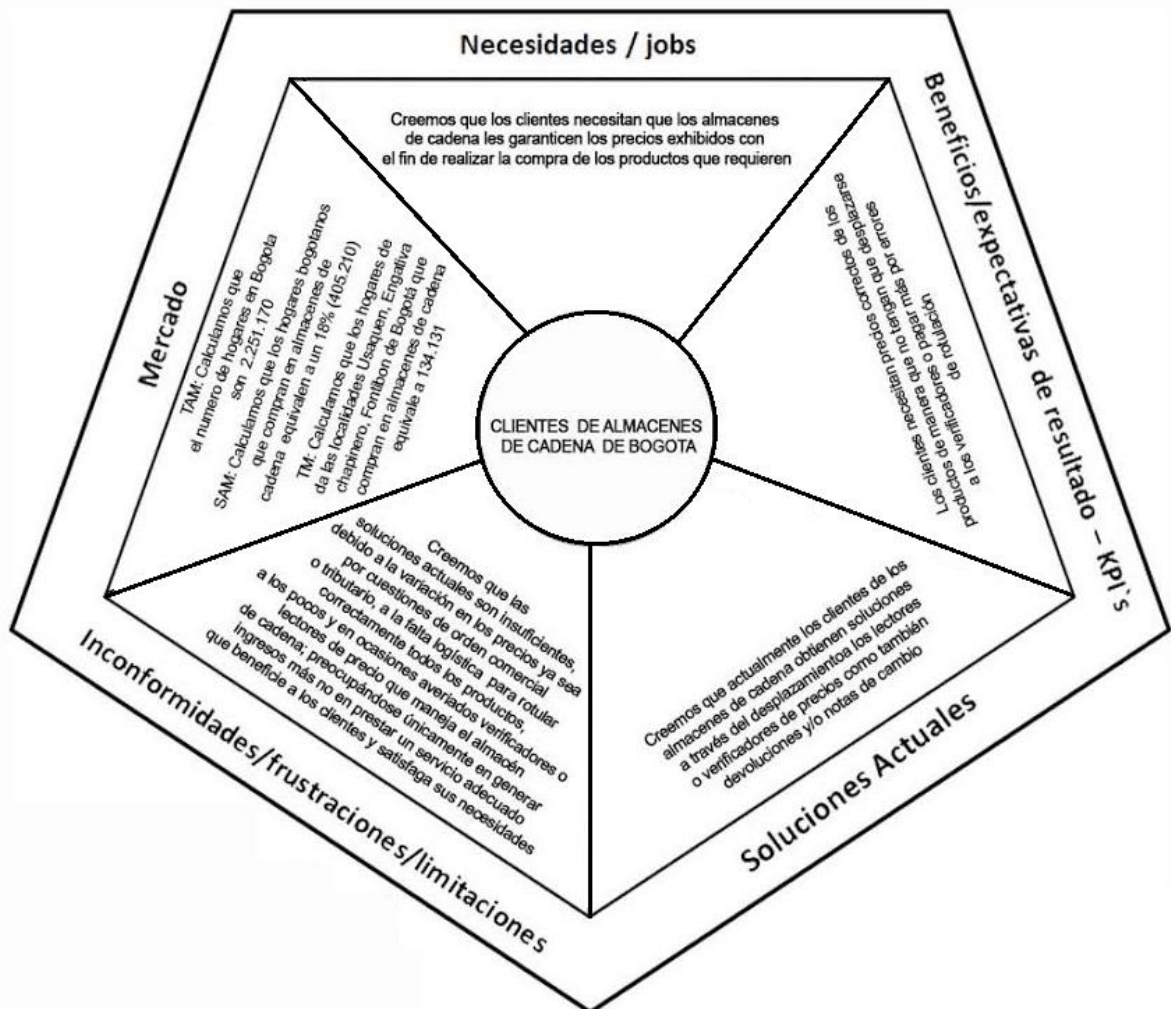 Necesidades / jobs
Creemos que los clientes necesitan que los almacenes
de cadena les garanticen los precios exhibidos con
el fin de realizar la compra de los productos que requieren
Beneficios/expectativas de resultado – KPI`s
Los clientes necesitan precios correctos de los
productos de manera que no tengan que desplazarse
a los verificadores o pagar más por errores
de rotulación
Soluciones Actuales
Creemos que actualmente los clientes de los
almacenes de cadena obtienen soluciones
a través del desplazamientoa los lectores
o verificadores de precios como también
devoluciones y/o notas de cambio
Inconformidades/frustraciones/limitaciones
Creemos que las
soluciones actuales son insuficientes,
debido a la variación en los precios ya sea
por cuestiones de orden comercial
o tributario, a la falta logística para rotular
correctamente todos los productos,
a los pocos y en ocasiones averiados verificadores o
lectores de precio que maneja el almacén
de cadena; preocupándose únicamente en generar
ingresos más no en prestar un servicio adecuado
que beneficie a los clientes y satisfaga sus necesidades
Mercado
TAM: Calculamos que
el numero de hogares en Bogota
son 2.251.170
SAM: Calculamos que los hogares bogotanos
que compran en almacenes de
cadena equivalen a un 18% (405.210)
TM: Calculamos que los hogares de
da las localidades Usaquen, Engativa
chapinero, Fontibon de Bogotá que
compran en almacenes de cadena
equivale a 134.131
CLIENTES DE ALMACENES
DE CADENA DE BOGOTA